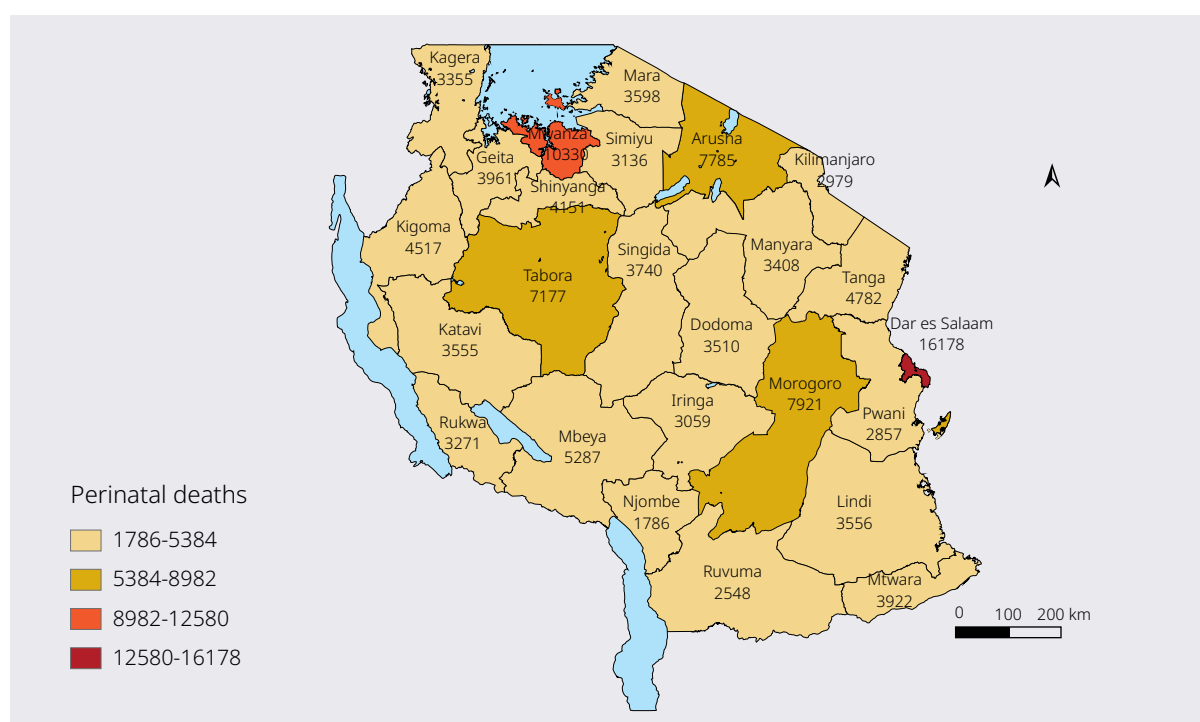 Kagera
3355
Mara
3598
Mwanza
10330
Simiyu
3136
Arusha
7785
Kilimanjaro
2979
Geita
3961
Shinyanga
4151
Kigoma
4517
Tabora
7177
Singida
3740
Manyara
3408
Tanga
4782
Katavi
3555
Dodoma
3510
Dar es Salaam
16178
Morogoro
7921
Iringa
3059
Pwani
2857
Rukwa
3271
Mbeya
5287
Njombe
1786
Lindi
3556
Ruvuma
2548
Mtwara
3922
Perinatal deaths
1786-5384
5384-8982
8982-12580
12580-16178
0 100 200 km